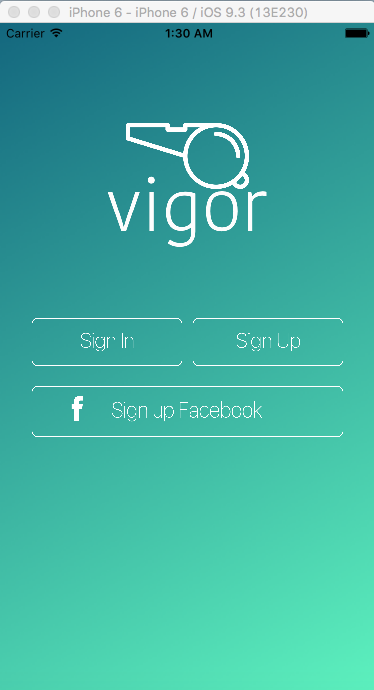 iPhone 6 - iPhone 6 / iOS 9.3 (13E230)
Carrier 1:30 AM
vigor
Sign In Sign Up
f Sign up Facebook